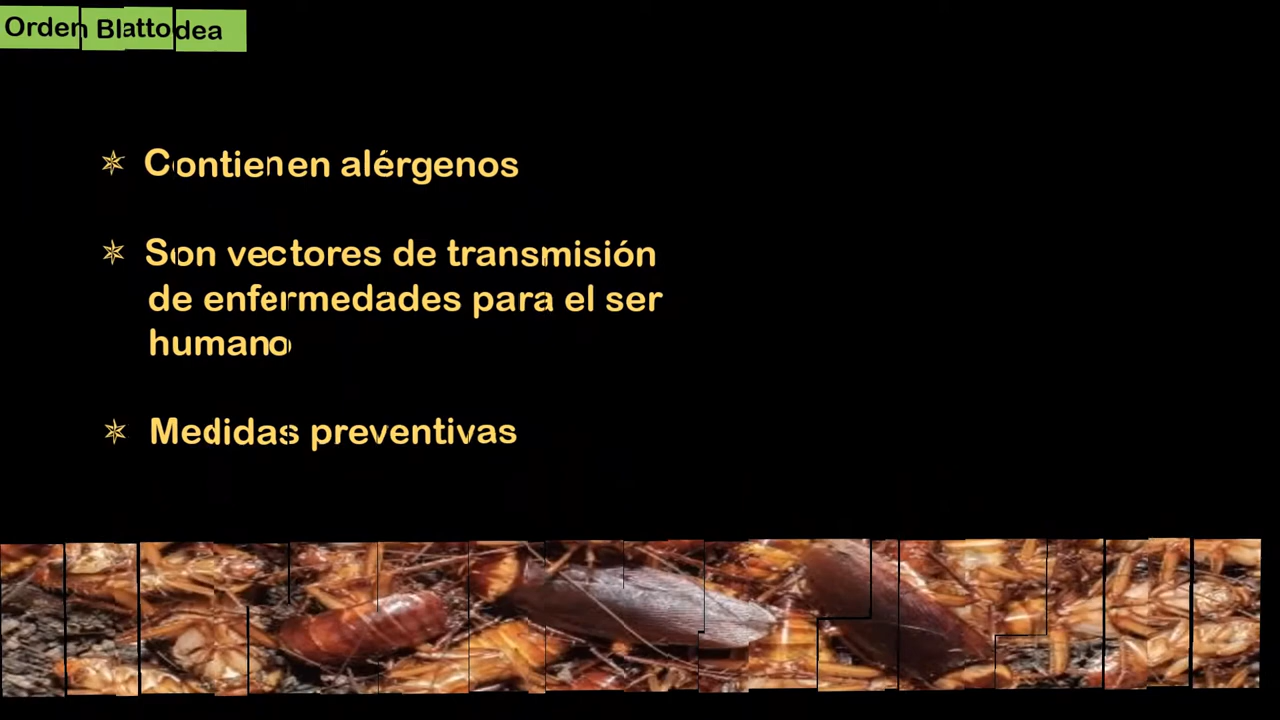 Orden Blattodea
✶ Contienen alérgenos
✶ Son vectores de transmisión
de enfermedades para el ser
humano
✶ Medidas preventivas